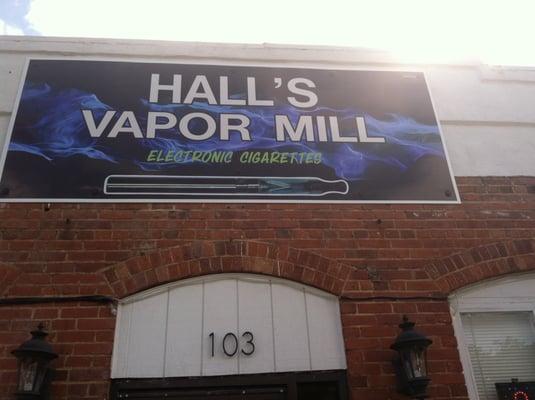 HALL'S
VAPOR MILL
ELECTRONIC CIGARETTES
103